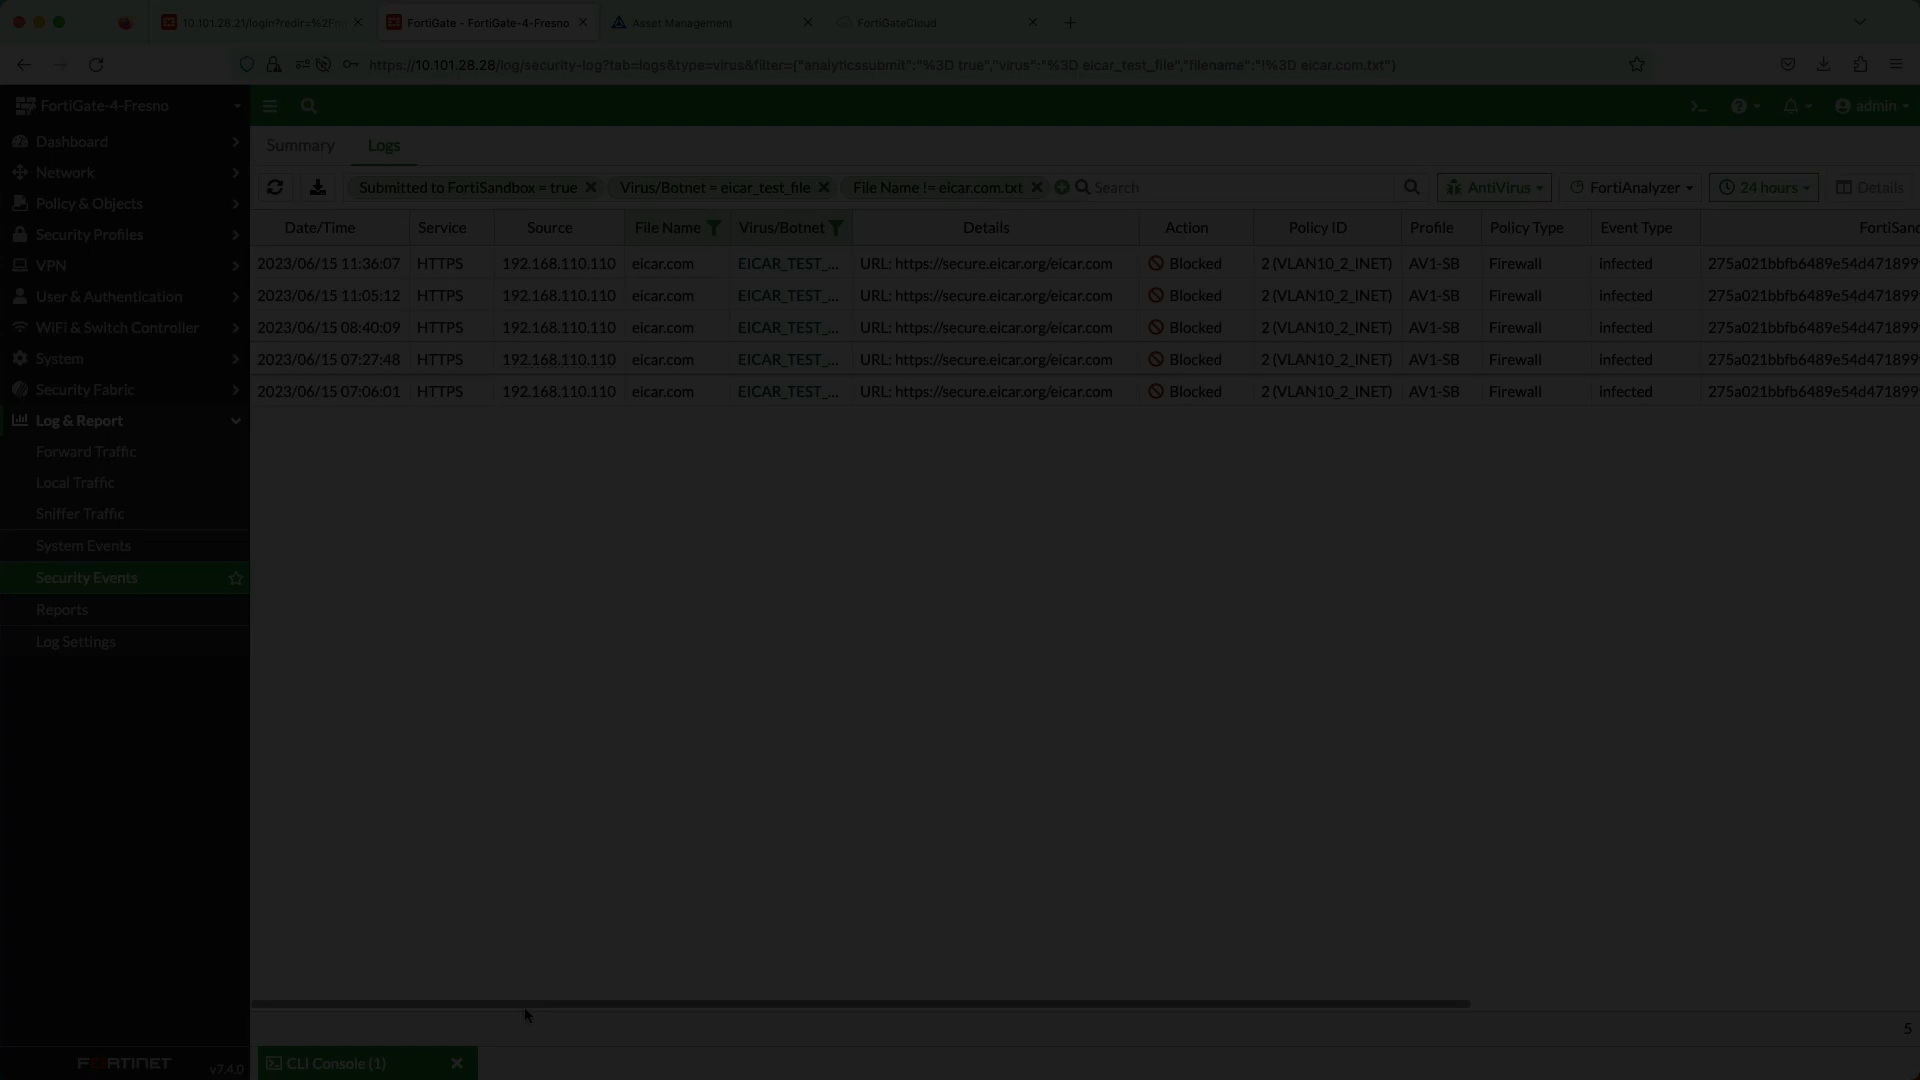 10.101.28.21/login?redir=%2F
FortiGate - FortiGate-4-Fresno
Asset Management
FortiGateCloud
https://10.101.28.28/log/security-log?tab=logs&type=virus&filter={"analyticssubmit":"%3D true","virus":"%3D eicar_test_file","filename":"!%3D eicar.com.txt"}
FortiGate-4-Fresno
admin
Dashboard
Network
Policy & Objects
Security Profiles
VPN
User & Authentication
WiFi & Switch Controller
System
Security Fabric
Log & Report
Forward Traffic
Local Traffic
Sniffer Traffic
System Events
Security Events
Reports
Log Settings
FORTINET v7.4.0
Summary Logs
Submitted to FortiSandbox = true Virus/Botnet = eicar_test_file File Name != eicar.com.txt Search AntiVirus FortiAnalyzer 24 hours Details
Date/Time Service Source File Name Virus/Botnet Details Action Policy ID Profile Policy Type Event Type FortiSand
2023/06/15 11:36:07 HTTPS 192.168.110.110 eicar.com EICAR_TEST_... URL: https://secure.eicar.org/eicar.com Blocked 2 (VLAN10_2_INET) AV1-SB Firewall infected 275a021bbfb6489e54d471899
2023/06/15 11:05:12 HTTPS 192.168.110.110 eicar.com EICAR_TEST_... URL: https://secure.eicar.org/eicar.com Blocked 2 (VLAN10_2_INET) AV1-SB Firewall infected 275a021bbfb6489e54d471899
2023/06/15 08:40:09 HTTPS 192.168.110.110 eicar.com EICAR_TEST_... URL: https://secure.eicar.org/eicar.com Blocked 2 (VLAN10_2_INET) AV1-SB Firewall infected 275a021bbfb6489e54d471899
2023/06/15 07:27:48 HTTPS 192.168.110.110 eicar.com EICAR_TEST_... URL: https://secure.eicar.org/eicar.com Blocked 2 (VLAN10_2_INET) AV1-SB Firewall infected 275a021bbfb6489e54d471899
2023/06/15 07:06:01 HTTPS 192.168.110.110 eicar.com EICAR_TEST_... URL: https://secure.eicar.org/eicar.com Blocked 2 (VLAN10_2_INET) AV1-SB Firewall infected 275a021bbfb6489e54d471899
5
CLI Console (1)